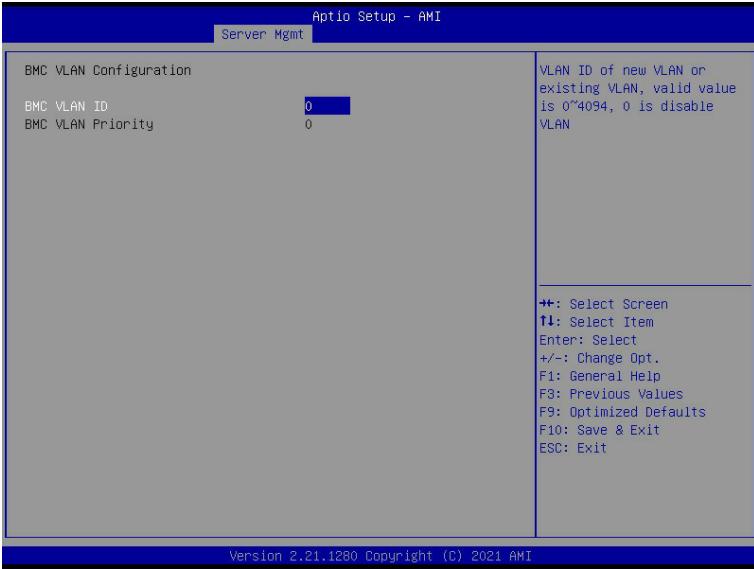 Aptio Setup – AMI
Server Mgmt
BMC VLAN Configuration
BMC VLAN ID 0
BMC VLAN Priority 0
VLAN ID of new VLAN or
existing VLAN, valid value
is 0~4094, 0 is disable
VLAN
→←: Select Screen
↑↓: Select Item
Enter: Select
+/-: Change Opt.
F1: General Help
F3: Previous Values
F9: Optimized Defaults
F10: Save & Exit
ESC: Exit
Version 2.21.1280 Copyright (C) 2021 AMI